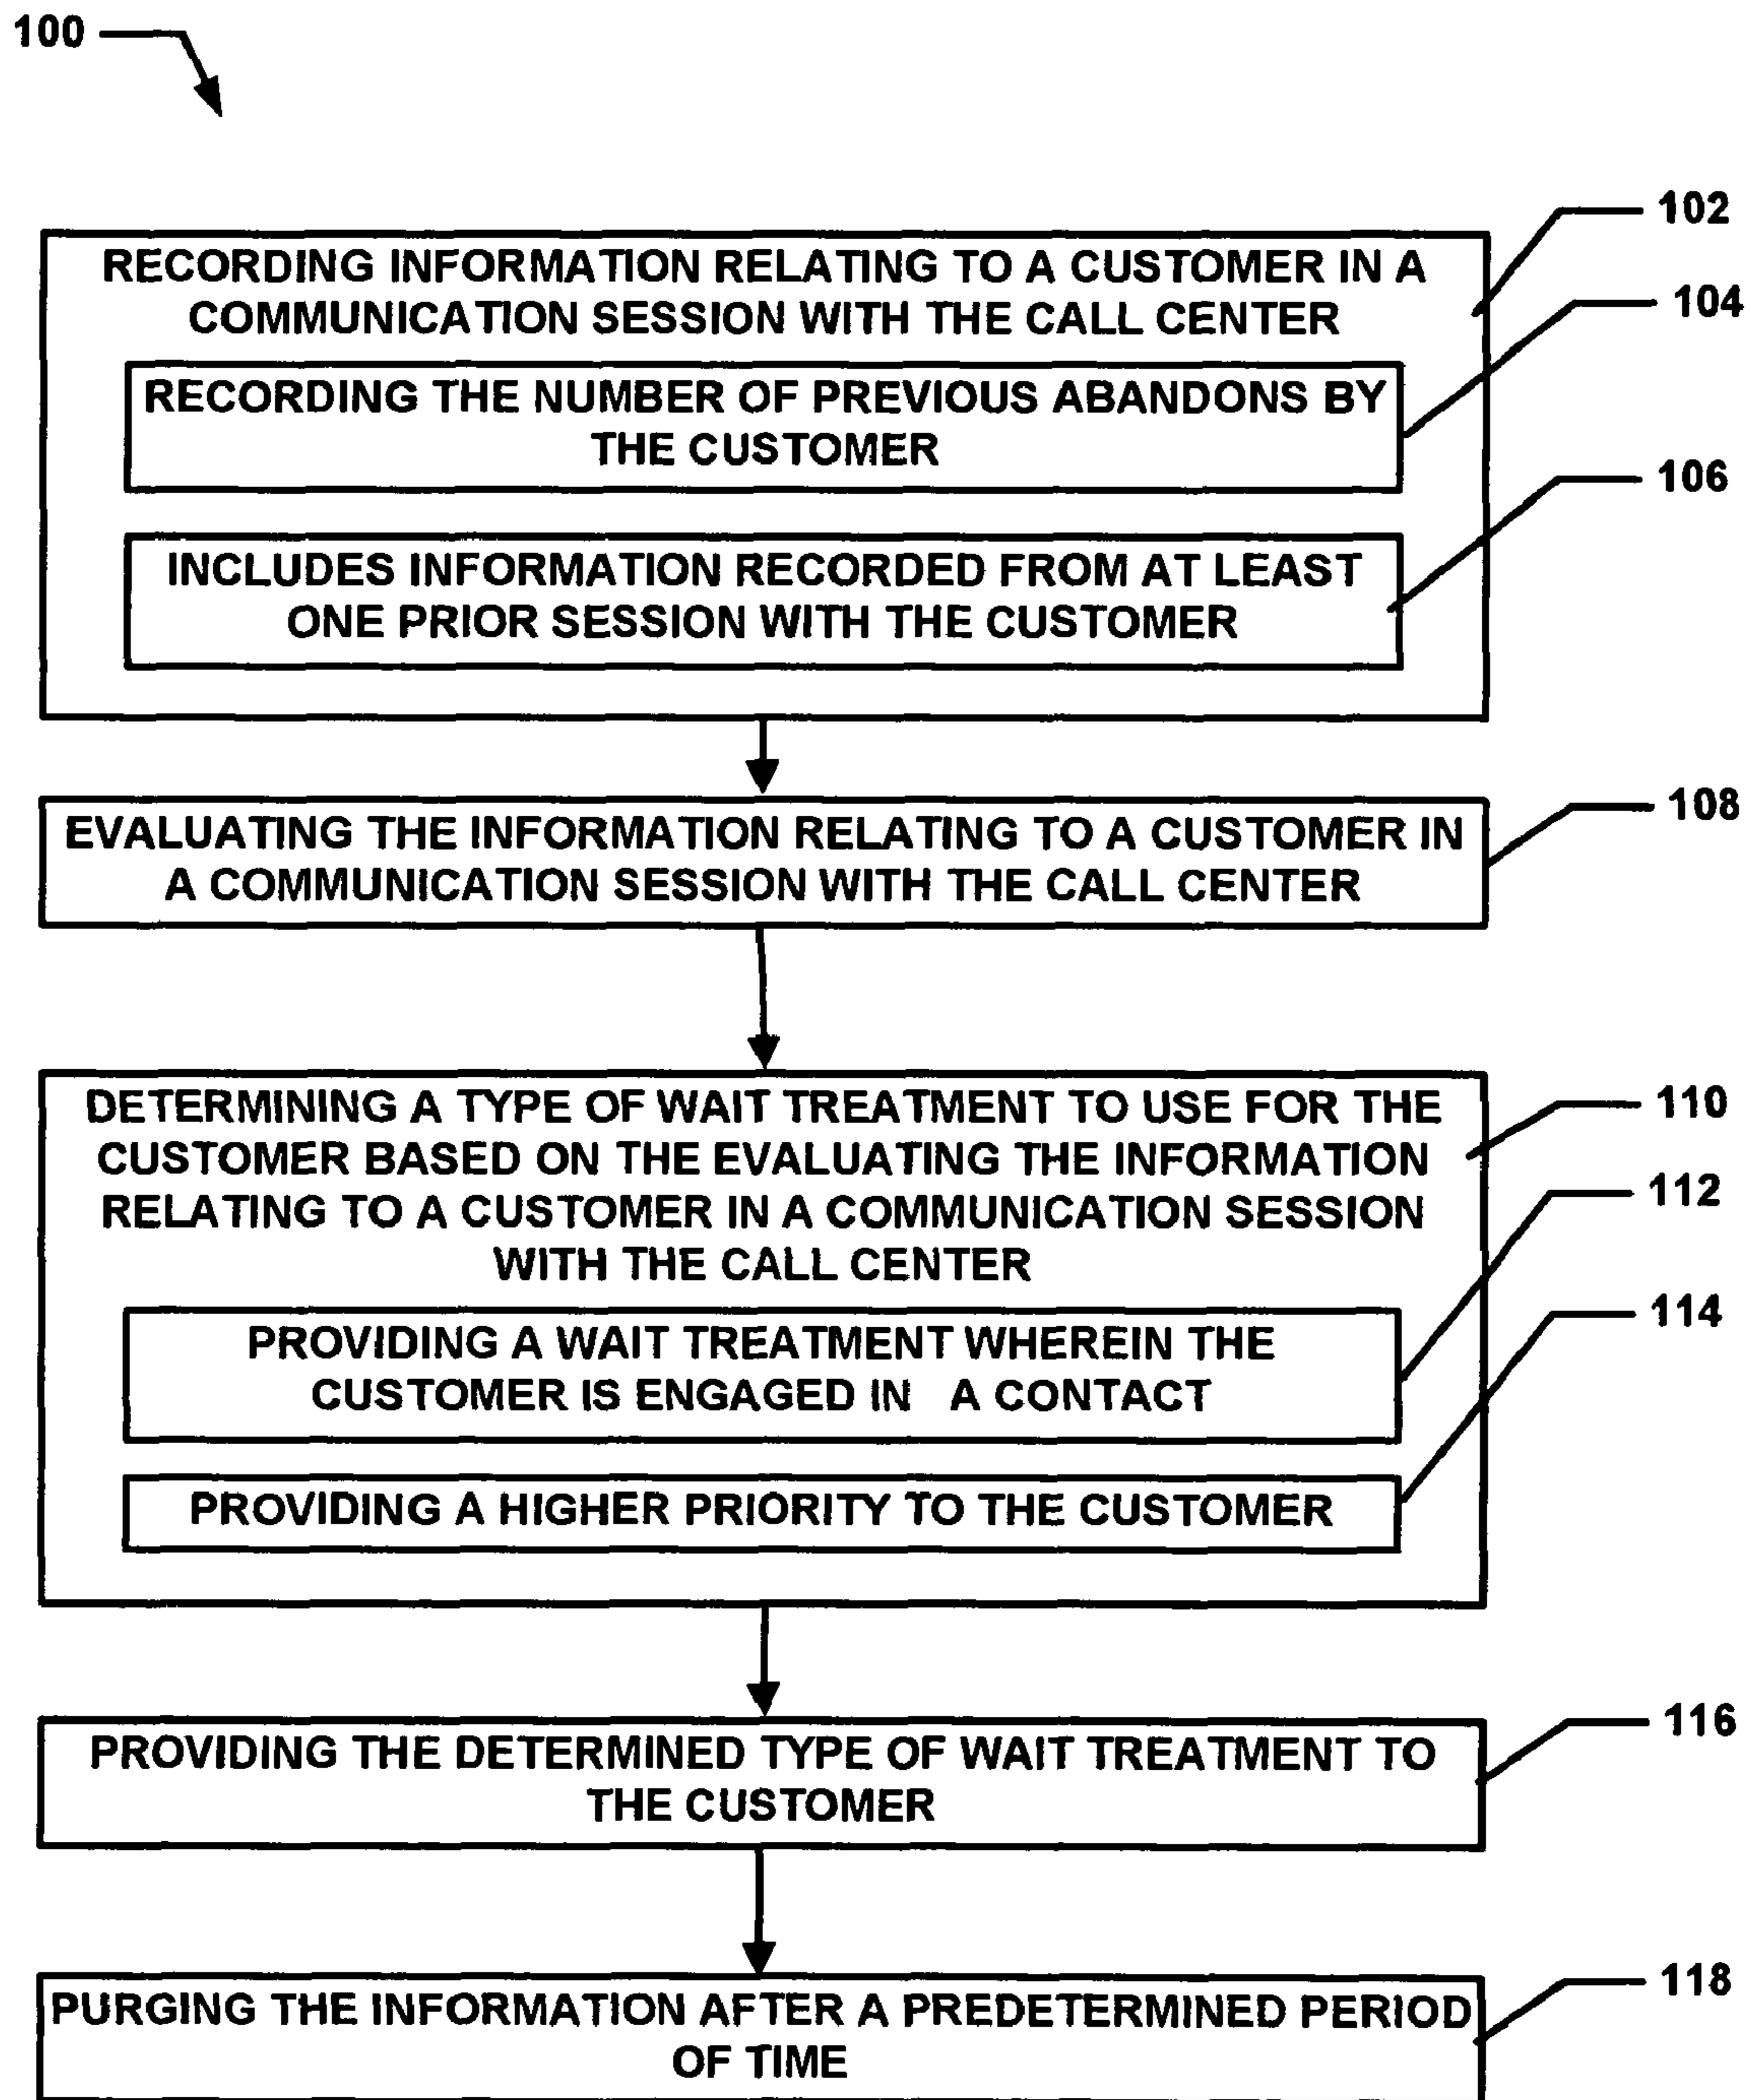 100
102
RECORDING INFORMATION RELATING TO A CUSTOMER IN A
COMMUNICATION SESSION WITH THE CALL CENTER
104
RECORDING THE NUMBER OF PREVIOUS ABANDONS BY
THE CUSTOMER
106
INCLUDES INFORMATION RECORDED FROM AT LEAST
ONE PRIOR SESSION WITH THE CUSTOMER
108
EVALUATING THE INFORMATION RELATING TO A CUSTOMER IN
A COMMUNICATION SESSION WITH THE CALL CENTER
110
DETERMINING A TYPE OF WAIT TREATMENT TO USE FOR THE
CUSTOMER BASED ON THE EVALUATING THE INFORMATION
RELATING TO A CUSTOMER IN A COMMUNICATION SESSION
WITH THE CALL CENTER
112
PROVIDING A WAIT TREATMENT WHEREIN THE
CUSTOMER IS ENGAGED IN A CONTACT
114
PROVIDING A HIGHER PRIORITY TO THE CUSTOMER
116
PROVIDING THE DETERMINED TYPE OF WAIT TREATMENT TO
THE CUSTOMER
118
PURGING THE INFORMATION AFTER A PREDETERMINED PERIOD
OF TIME